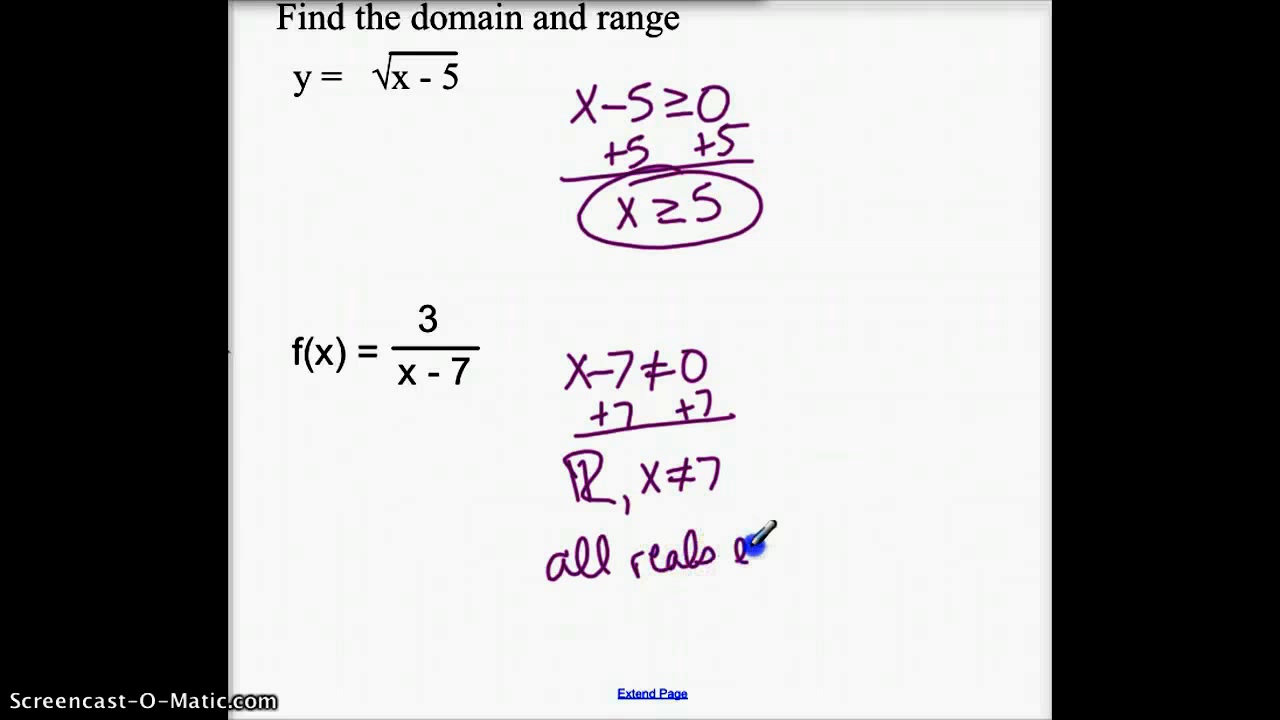 Find the domain and range
y = √x - 5
x-5≥0
+5 +5
x≥5
3
f(x) =
x - 7
x-7≠0
+7 +7
ℝ, x≠7
all reals e
Extend Page
Screencast-O-Matic.com